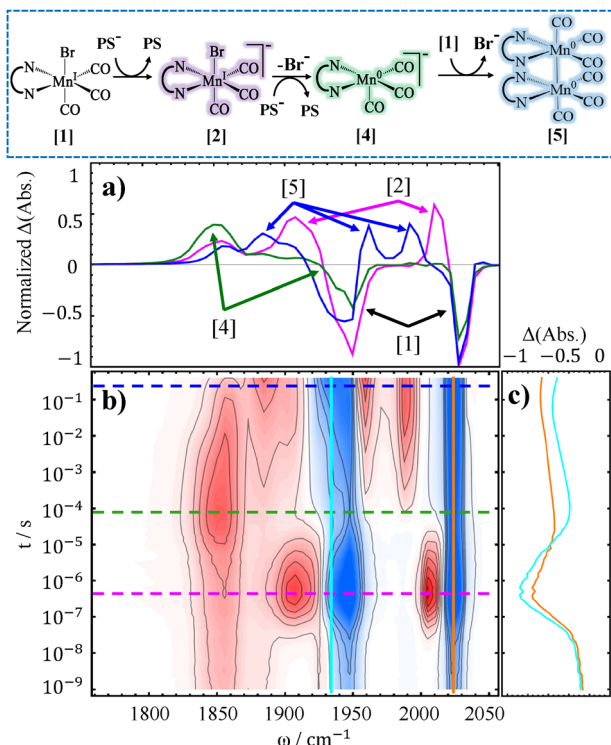 Br PS⁻ PS Br ⁻ -Br⁻ ⁻ [1] Br⁻ CO CO
N Mnᴵ CO N Mnᴵ CO N Mn⁰ CO N Mn⁰ CO
N CO N CO N CO N Mn⁰ CO
CO CO PS⁻ PS CO N CO CO
[1] [2] [4] [5]
a)
Normalized Δ(Abs.)
1
0.5
0
−0.5
−1
[5] [2]
[4] [1]
Δ(Abs.)
−1 −0.5 0
b) c)
t / s
10⁻¹
10⁻²
10⁻³
10⁻⁴
10⁻⁵
10⁻⁶
10⁻⁷
10⁻⁸
10⁻⁹
1800 1850 1900 1950 2000 2050
ω / cm⁻¹